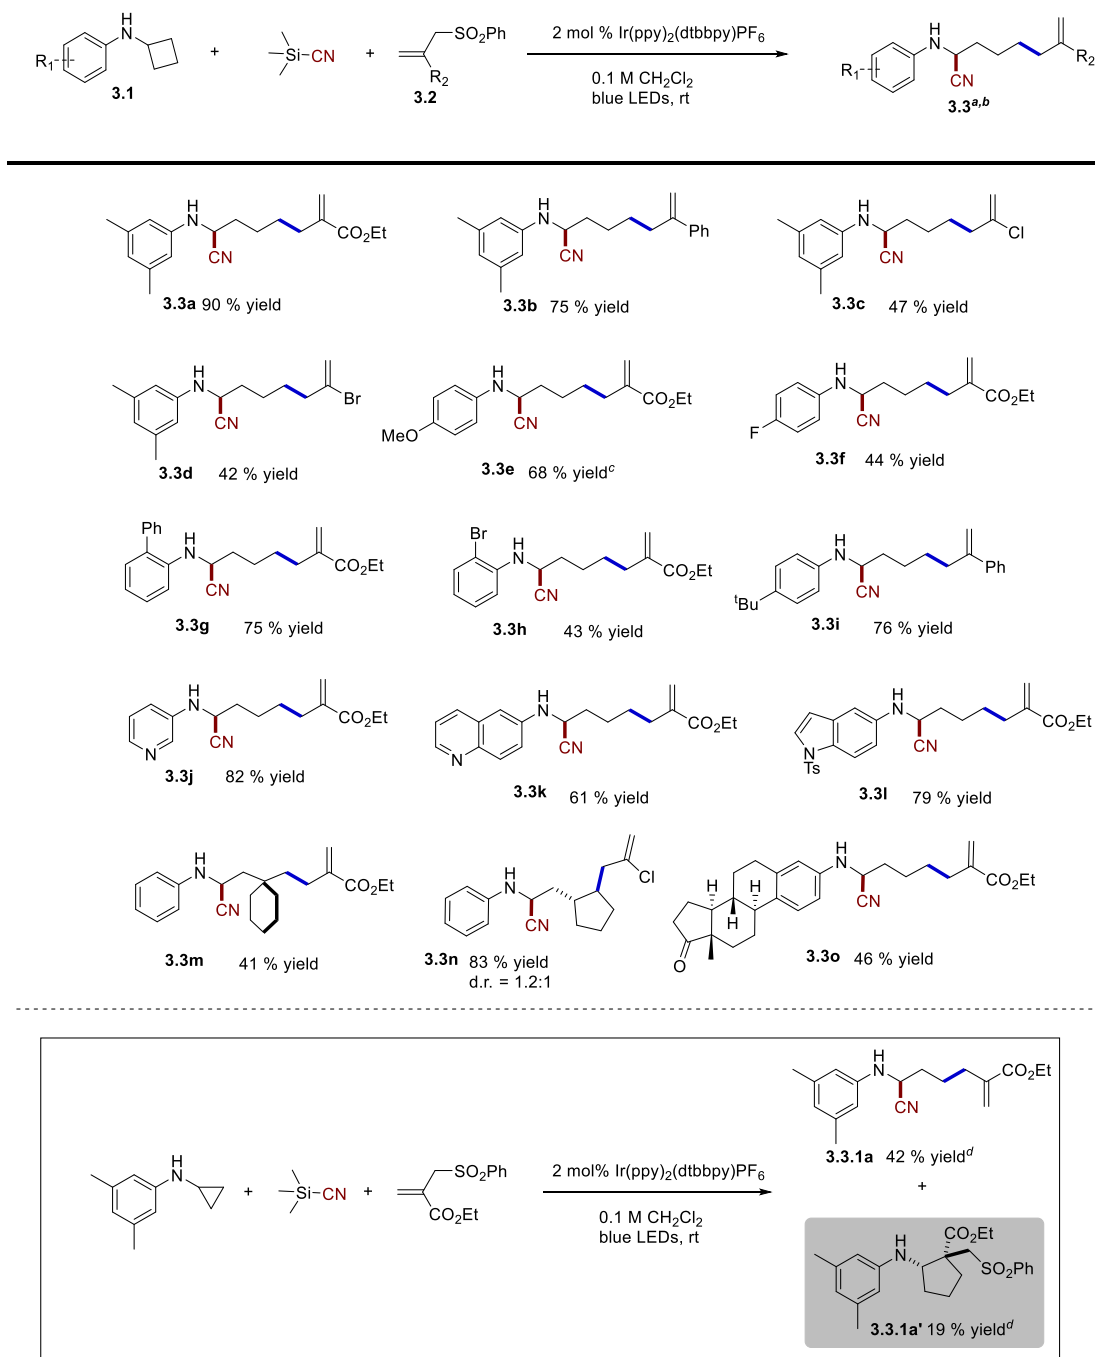 H
N
R1
3.1
+
Si
CN
+
SO2Ph
R2
3.2
2 mol % Ir(ppy)2(dtbbpy)PF6
0.1 M CH2Cl2
blue LEDs, rt
H
N
R1
CN
R2
3.3a,b
H
N
CN
CO2Et
3.3a 90 % yield
H
N
CN
Ph
3.3b 75 % yield
H
N
CN
Cl
3.3c 47 % yield
H
N
CN
Br
3.3d 42 % yield
H
N
MeO
CN
CO2Et
3.3e 68 % yieldc
H
N
F
CN
CO2Et
3.3f 44 % yield
Ph
H
N
CN
CO2Et
3.3g 75 % yield
Br
H
N
CN
CO2Et
3.3h 43 % yield
H
N
tBu
CN
Ph
3.3i 76 % yield
H
N
N
CN
CO2Et
3.3j 82 % yield
H
N
N
CN
CO2Et
3.3k 61 % yield
H
N
N
Ts
CN
CO2Et
3.3l 79 % yield
H
N
CN
CO2Et
3.3m 41 % yield
H
N
CN
Cl
3.3n 83 % yield
d.r. = 1.2:1
H
N
H
H
H
O
CN
CO2Et
3.3o 46 % yield
H
N
+
Si
CN
+
SO2Ph
CO2Et
2 mol% Ir(ppy)2(dtbbpy)PF6
0.1 M CH2Cl2
blue LEDs, rt
H
N
CN
CO2Et
3.3.1a 42 % yieldd
+
CO2Et
H
N
SO2Ph
3.3.1a' 19 % yieldd